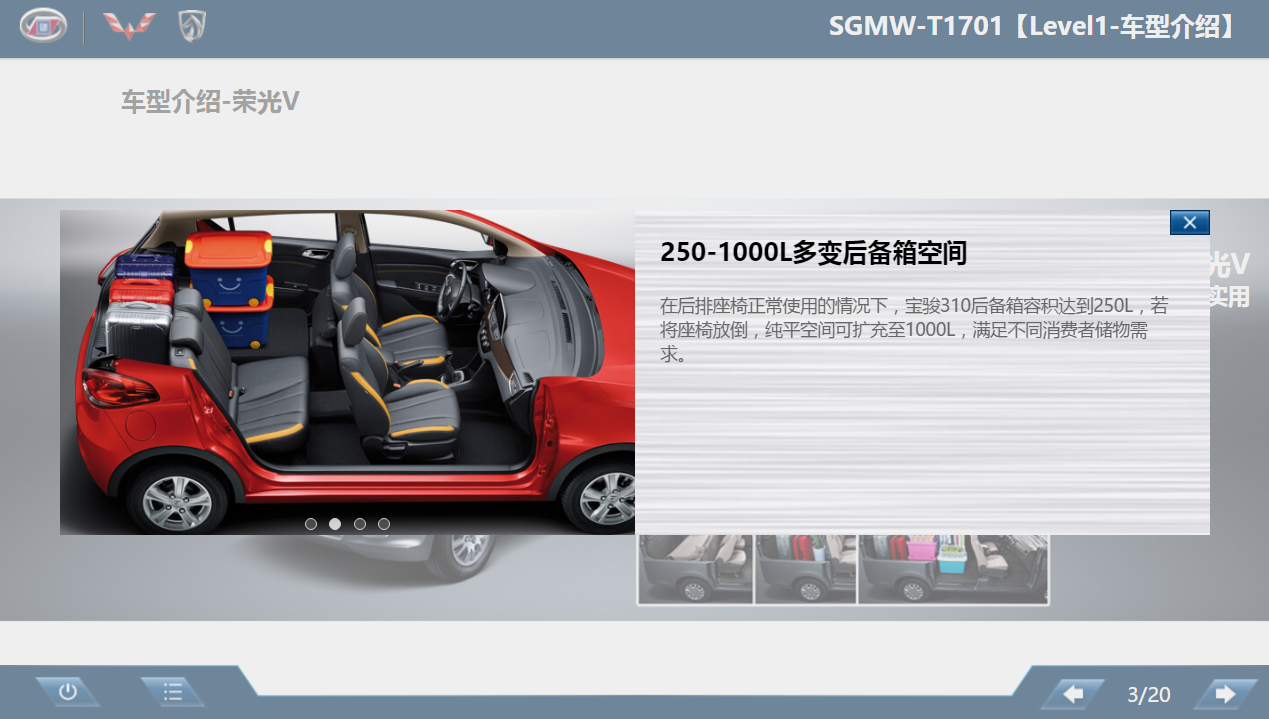 SGMW-T1701【Level1-车型介绍】
车型介绍-荣光V
250-1000L多变后备箱空间
光V
实用
在后排座椅正常使用的情况下，宝骏310后备箱容积达到250L，若
将座椅放倒，纯平空间可扩充至1000L，满足不同消费者储物需
求。
3/20